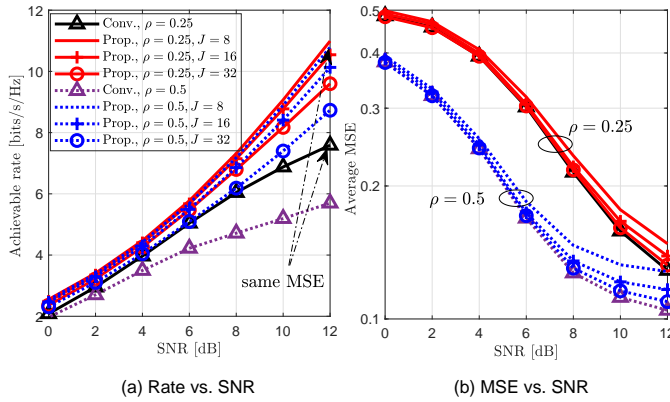 Conv., ρ = 0.25
Prop., ρ = 0.25, J = 8
Prop., ρ = 0.25, J = 16
Prop., ρ = 0.25, J = 32
Conv., ρ = 0.5
Prop., ρ = 0.5, J = 8
Prop., ρ = 0.5, J = 16
Prop., ρ = 0.5, J = 32
same MSE
Achievable rate [bits/s/Hz]
12
10
8
6
4
2
0 2 4 6 8 10 12
SNR [dB]
(a) Rate vs. SNR
Average MSE
0.5
0.3
0.2
0.1
ρ = 0.25
ρ = 0.5
0 2 4 6 8 10 12
SNR [dB]
(b) MSE vs. SNR